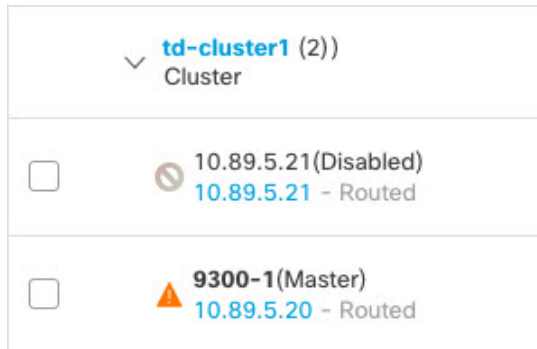 td-cluster1 (2))
Cluster
10.89.5.21(Disabled)
10.89.5.21 - Routed
9300-1(Master)
10.89.5.20 - Routed